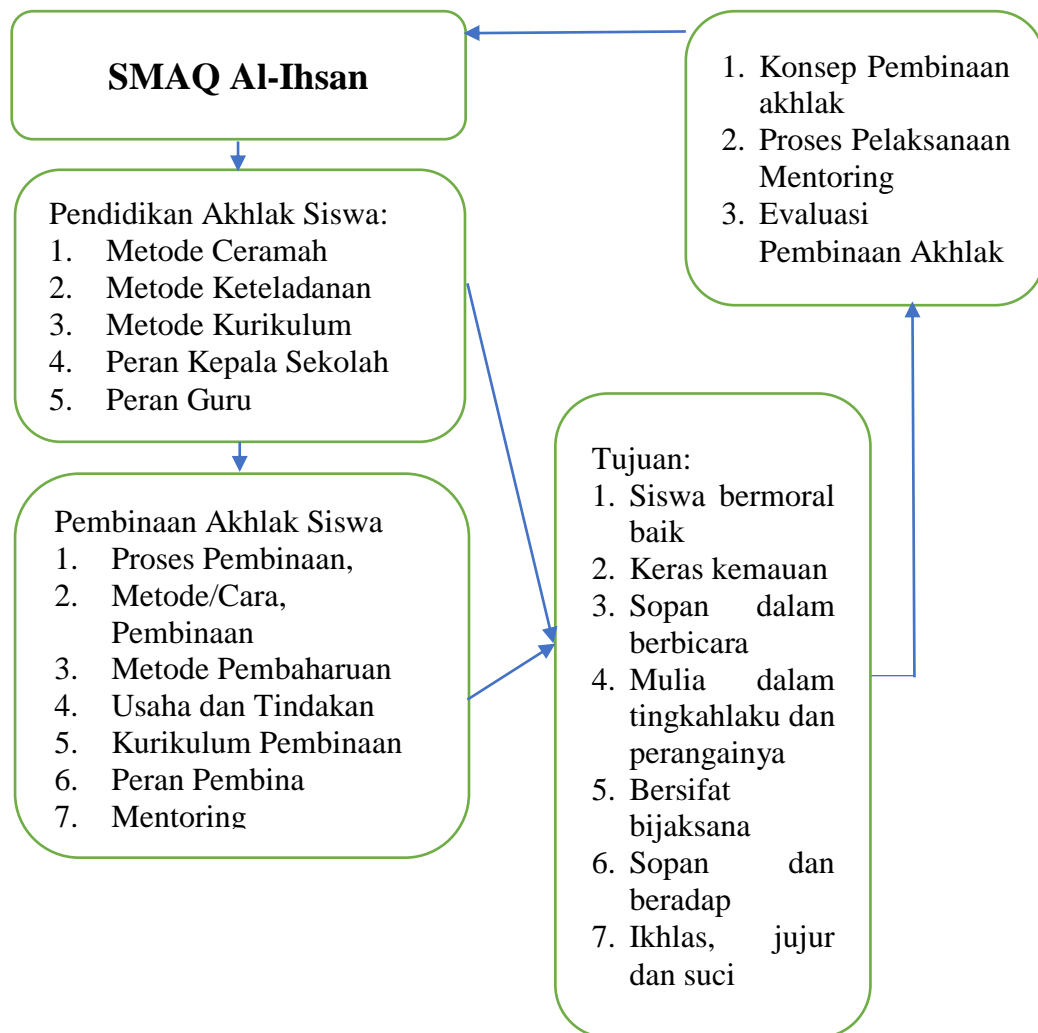 SMAQ Al-Ihsan
Pendidikan Akhlak Siswa:
1. Metode Ceramah
2. Metode Keteladanan
3. Metode Kurikulum
4. Peran Kepala Sekolah
5. Peran Guru
Pembinaan Akhlak Siswa
1. Proses Pembinaan,
2. Metode/Cara,
Pembinaan
3. Metode Pembaharuan
4. Usaha dan Tindakan
5. Kurikulum Pembinaan
6. Peran Pembina
7. Mentoring
Tujuan:
1. Siswa bermoral
baik
2. Keras kemauan
3. Sopan dalam
berbicara
4. Mulia dalam
tingkahlaku dan
perangainya
5. Bersifat
bijaksana
6. Sopan dan
beradap
7. Ikhlas, jujur
dan suci
1. Konsep Pembinaan
akhlak
2. Proses Pelaksanaan
Mentoring
3. Evaluasi
Pembinaan Akhlak